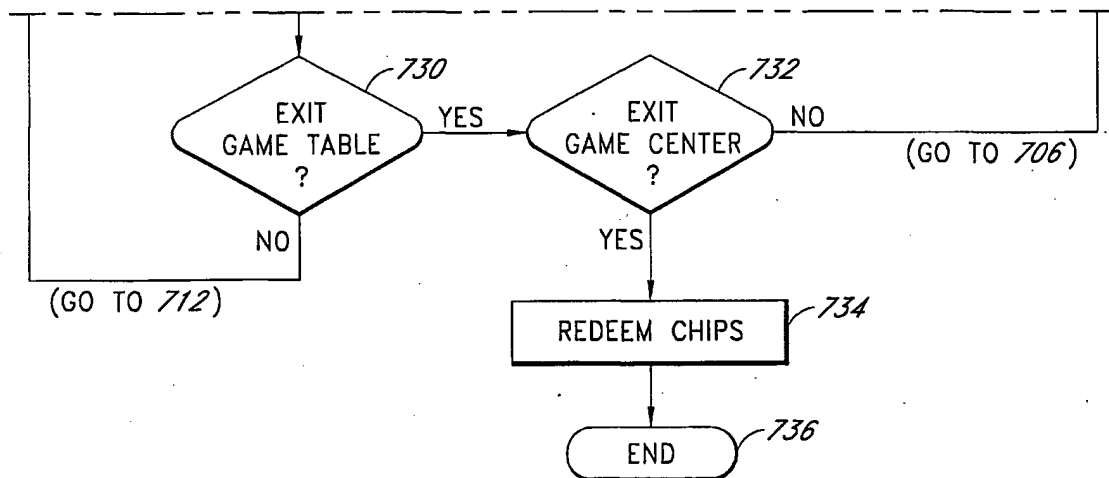 730
EXIT
GAME TABLE
?
YES
NO
(GO TO 712)
732
EXIT
GAME CENTER
?
NO
(GO TO 706)
YES
REDEEM CHIPS
734
END
736